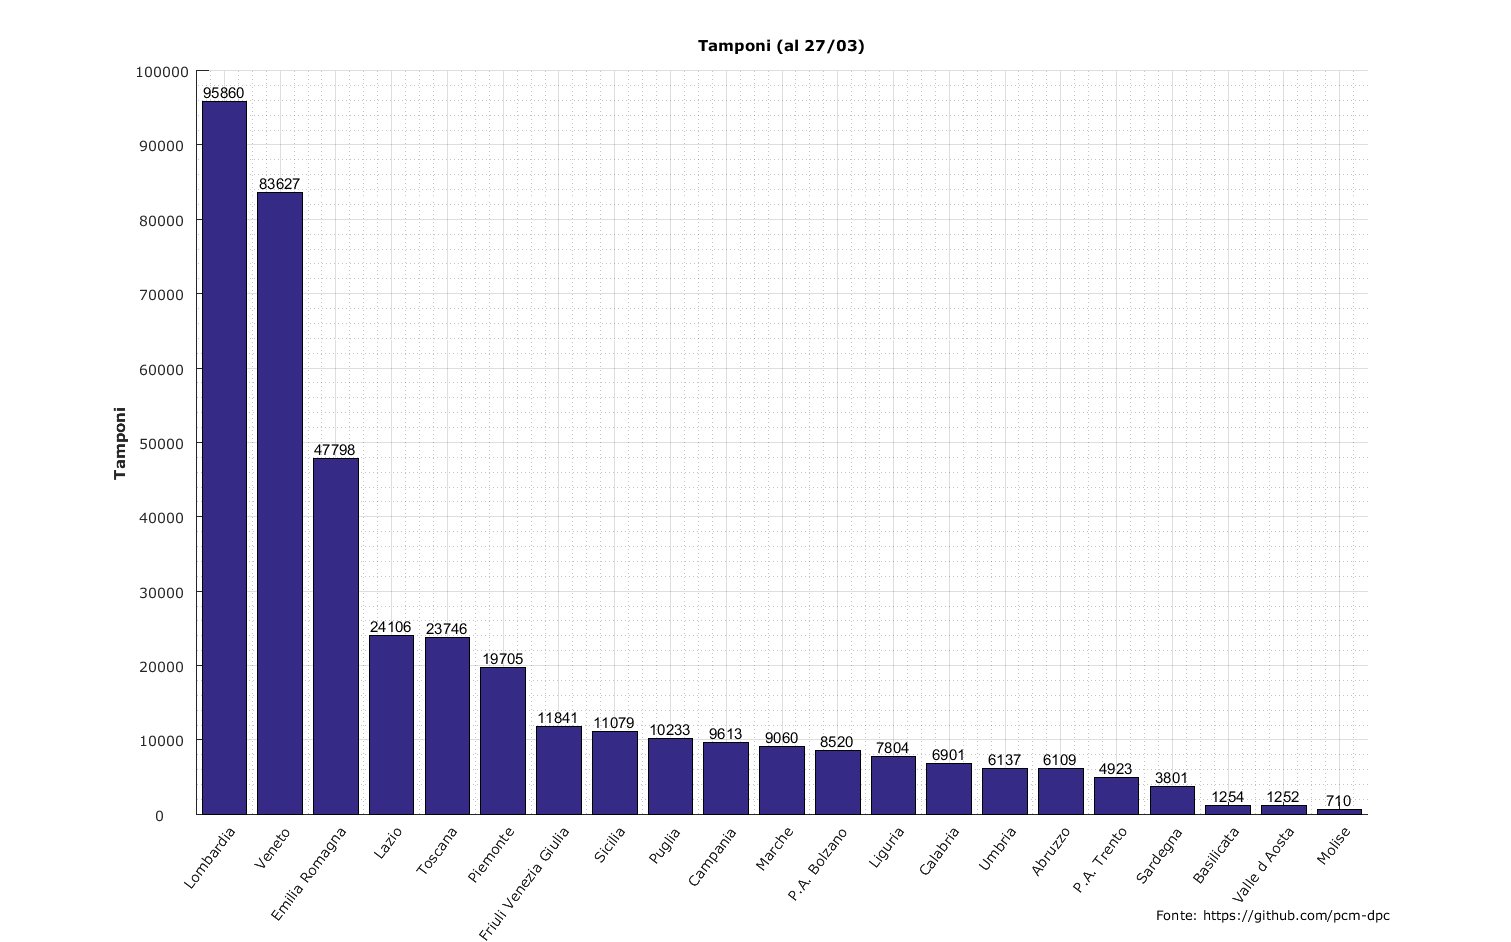 Tamponi (al 27/03)
Tamponi
100000
90000
80000
70000
60000
50000
40000
30000
20000
10000
0
95860
83627
47798
24106
23746
19705
11841
11079
10233
9613
9060
8520
7804
6901
6137
6109
4923
3801
1254
1252
710
Lombardia
Veneto
Emilia Romagna
Lazio
Toscana
Piemonte
Friuli Venezia Giulia
Sicilia
Puglia
Campania
Marche
P.A. Bolzano
Liguria
Calabria
Umbria
Abruzzo
P.A. Trento
Sardegna
Basilicata
Valle d Aosta
Molise
Fonte: https://github.com/pcm-dpc